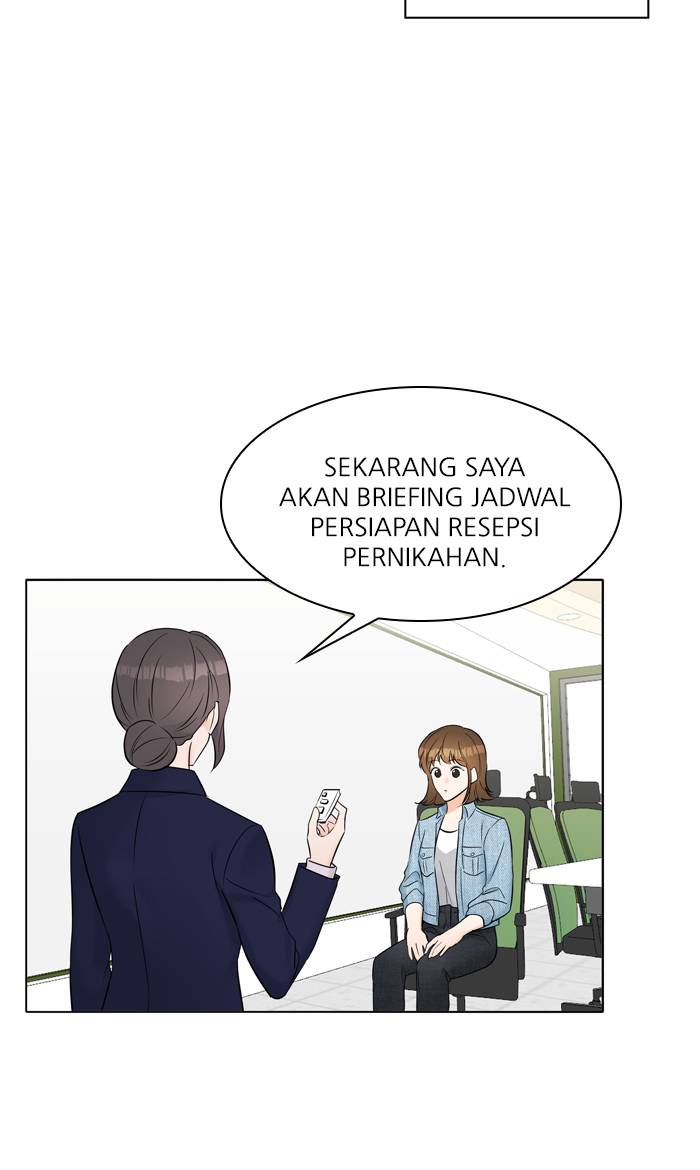 SEKARANG SAYA
AKAN BRIEFING JADWAL
PERSIAPAN RESEPSI
PERNIKAHAN.